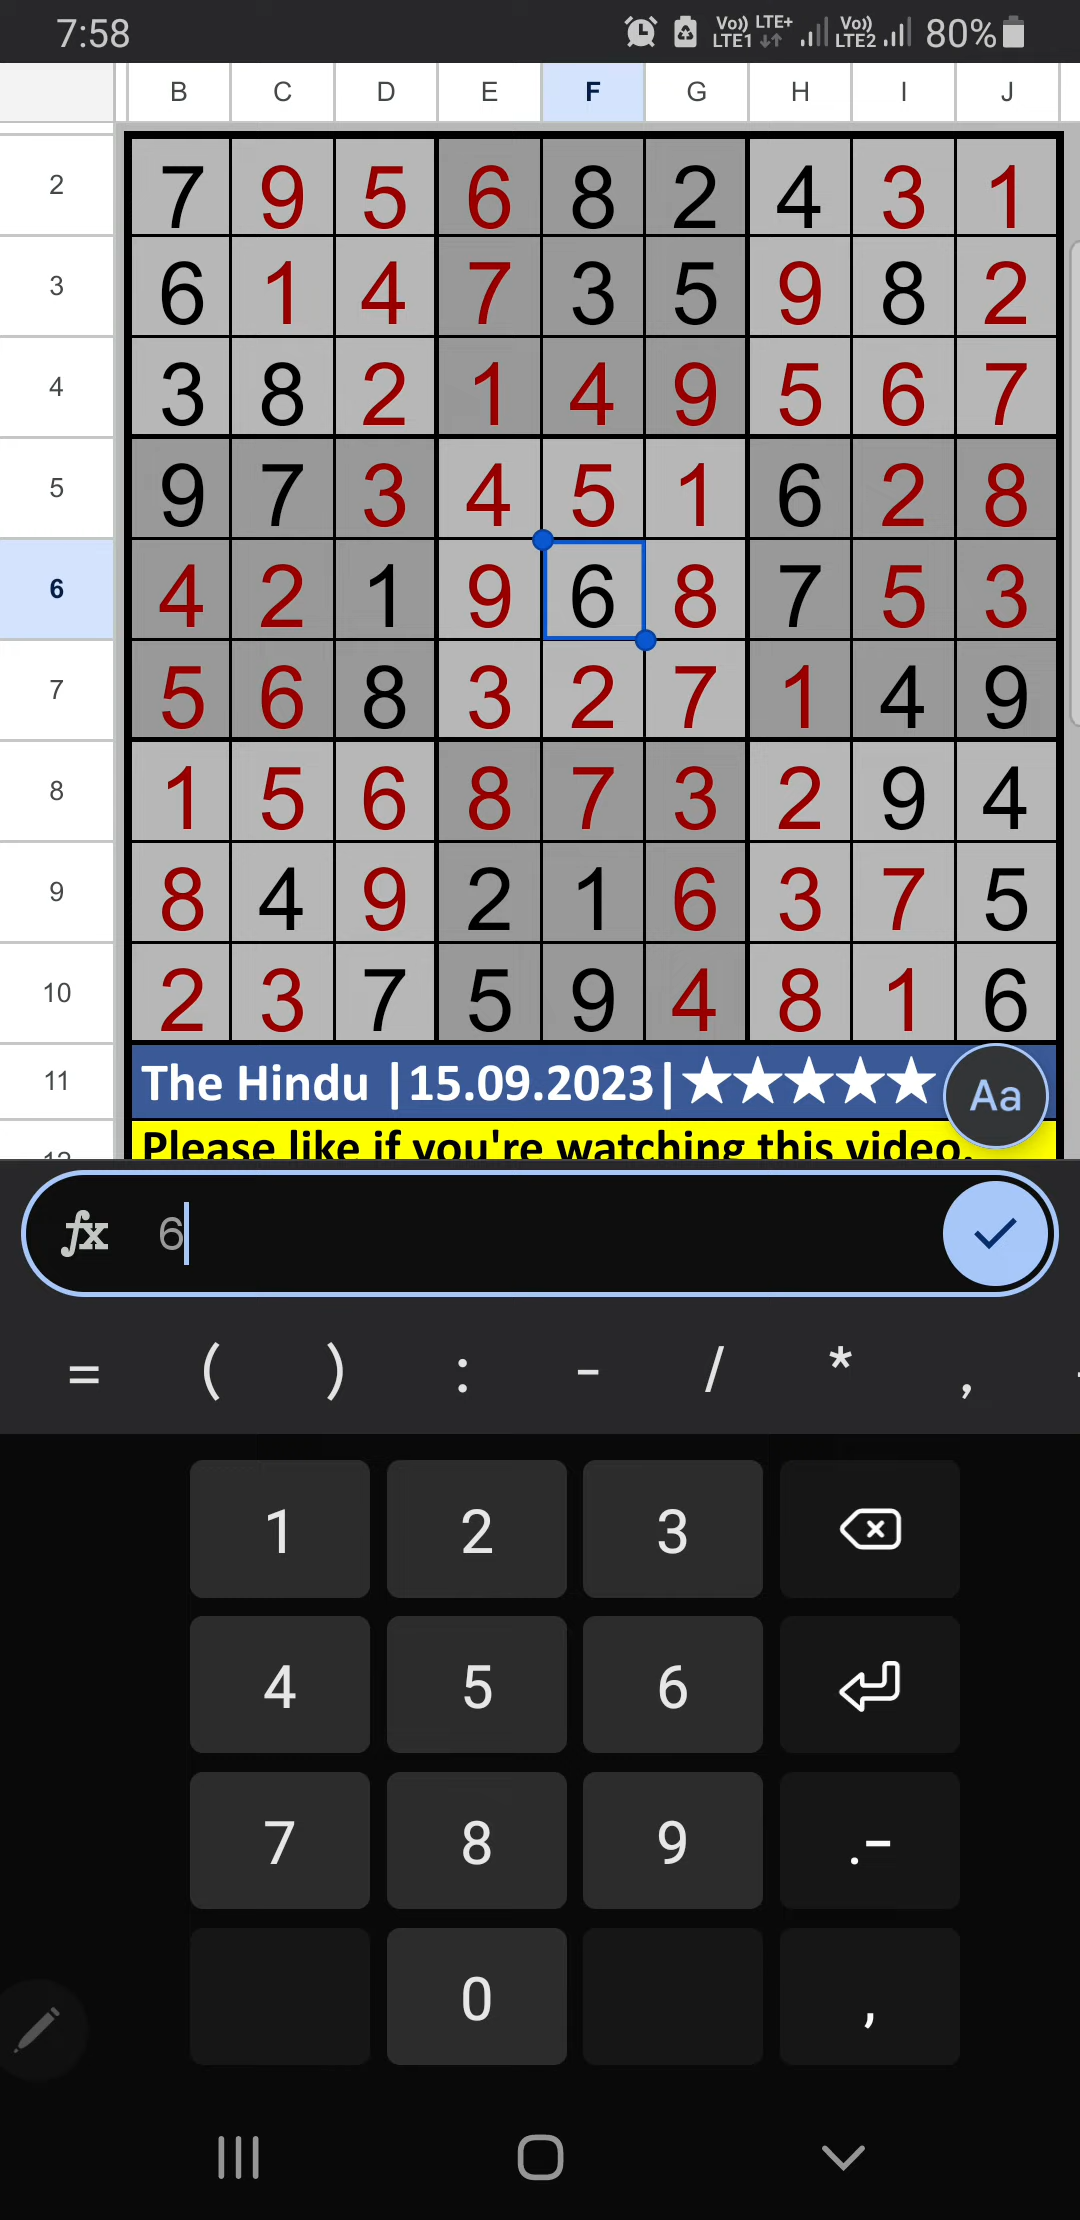 7:58 Vo)) LTE1 LTE+ Vo)) LTE2 80%
B C D E F G H I J
2 7 9 5 6 8 2 4 3 1
3 6 1 4 7 3 5 9 8 2
4 3 8 2 1 4 9 5 6 7
5 9 7 3 4 5 1 6 2 8
6 4 2 1 9 6 8 7 5 3
7 5 6 8 3 2 7 1 4 9
8 1 5 6 8 7 3 2 9 4
9 8 4 9 2 1 6 3 7 5
10 2 3 7 5 9 4 8 1 6
11 The Hindu |15.09.2023|★★★★★ Aa
12 Please like if you're watching this video.
fx 6
= ( ) : - / * ,
1 2 3
4 5 6
7 8 9 .-
0 ,